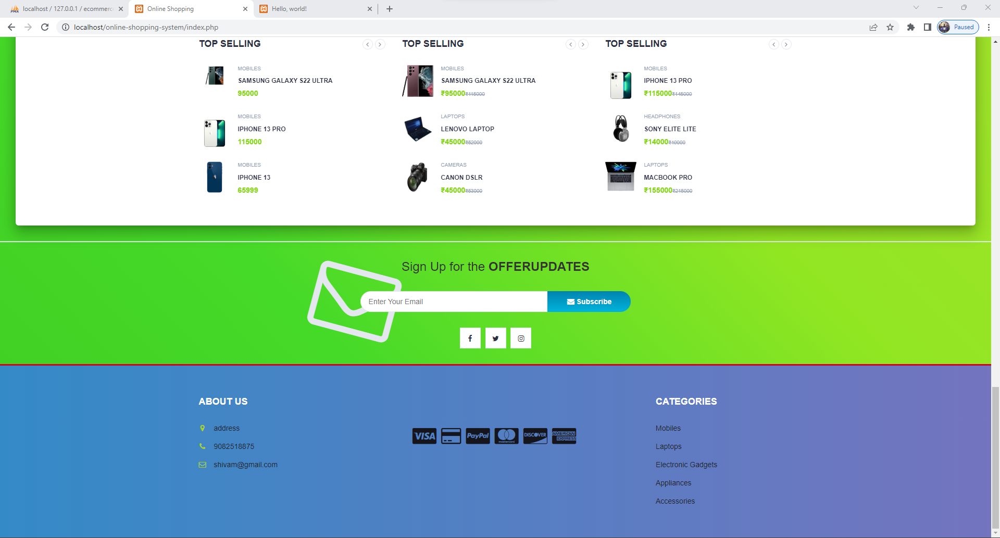 localhost / 127.0.0.1 / ecommerc
Online Shopping
Hello, world!
localhost/online-shopping-system/index.php
Paused
TOP SELLING
MOBILES
SAMSUNG GALAXY S22 ULTRA
95000
MOBILES
IPHONE 13 PRO
115000
MOBILES
IPHONE 13
65999
TOP SELLING
MOBILES
SAMSUNG GALAXY S22 ULTRA
₹95000₹115000
LAPTOPS
LENOVO LAPTOP
₹45000₹52000
CAMERAS
CANON DSLR
₹45000₹53000
TOP SELLING
MOBILES
IPHONE 13 PRO
₹115000₹145000
HEADPHONES
SONY ELITE LITE
₹14000₹19000
LAPTOPS
MACBOOK PRO
₹155000₹215000
Sign Up for the OFFERUPDATES
Enter Your Email
Subscribe
ABOUT US
address
9082518875
shivam@gmail.com
VISA
PayPal
mastercard
DISCOVER
AMERICAN
EXPRESS
CATEGORIES
Mobiles
Laptops
Electronic Gadgets
Appliances
Accessories